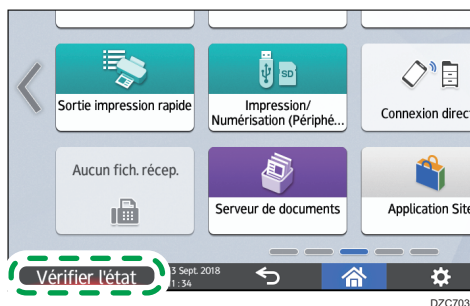 SD
Sortie impression rapide
Impression/
Numérisation (Périphé...
Connexion direct
Aucun fich. récep.
Serveur de documents
Application Site
Vérifier l'état
3 Sept. 2018
1 : 34
DZC703